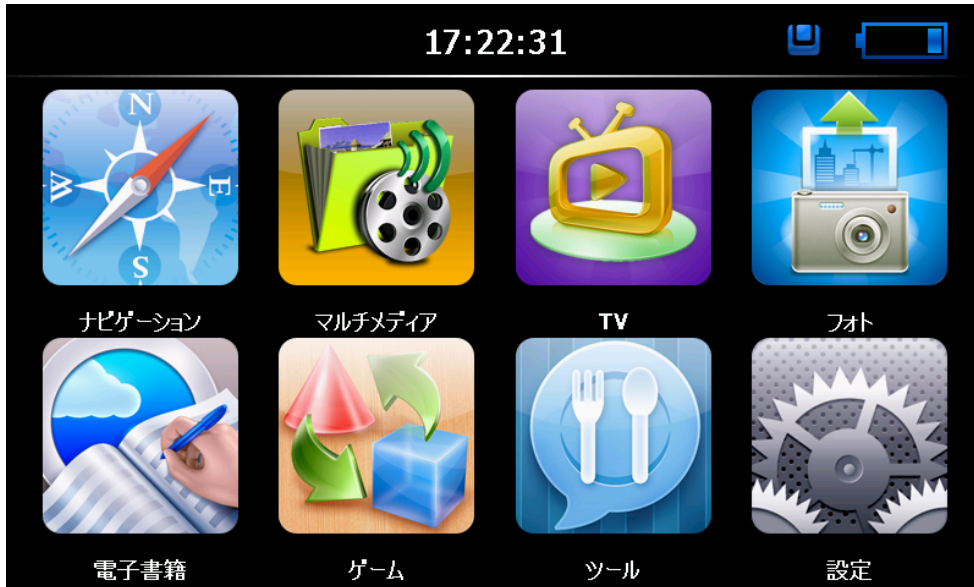 17:22:31
N
W
E
S
ナビゲーション
マルチメディア
TV
フォト
電子書籍
ゲーム
ツール
設定